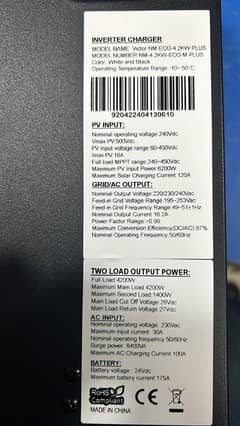 INVERTER CHARGER
MODEL NAME: Victor NM-ECO-4.2KW PLUS
MODEL NUMBER: NM-4.2KW-ECO-M PLUS
Color: White and Black
Operating Temperature Range: -10~ 50°C
920422404130610
PV INPUT:
Nominal operating voltage: 240Vdc
Vmax PV:500Vdc
PV input voltage range: 60-450Vdc
Imax PV 18A
Full load MPPT range: 240~450Vdc
Maximum PV Input Power 6200W
Maximum Solar Charging Current: 120A
GRID/AC OUTPUT:
Nominal Output Voltage:220/230/240Vac
Feed-in Grid Voltage Range: 195~253Vac
Feed-in Grid Frequency Range: 49~51±1Hz
Nominal Output Current 18.2A
Power Factor Range :>0.99
Maximum Conversion Efficiency(DC/AC): 97%
Nominal Operating Frequency:50/60Hz
TWO LOAD OUTPUT POWER:
Full Load 4200W
Maximum Main Load 4200W
Maximum Second Load 1400W
Main Load Cut Off Voltage 26Vac
Main Load Return Voltage 27Vdc
AC INPUT:
Nominal operating voltage: 230Vac
Maximum input current: 30A
Nominal operating frequency: 50/60Hz
Surge power: 8400VA
Maximum AC Charging Current 100A
BATTERY:
Battery voltage : 24Vdc
Maximum battery current 175A
RoHS
Compliant
CE
MADE IN CHINA